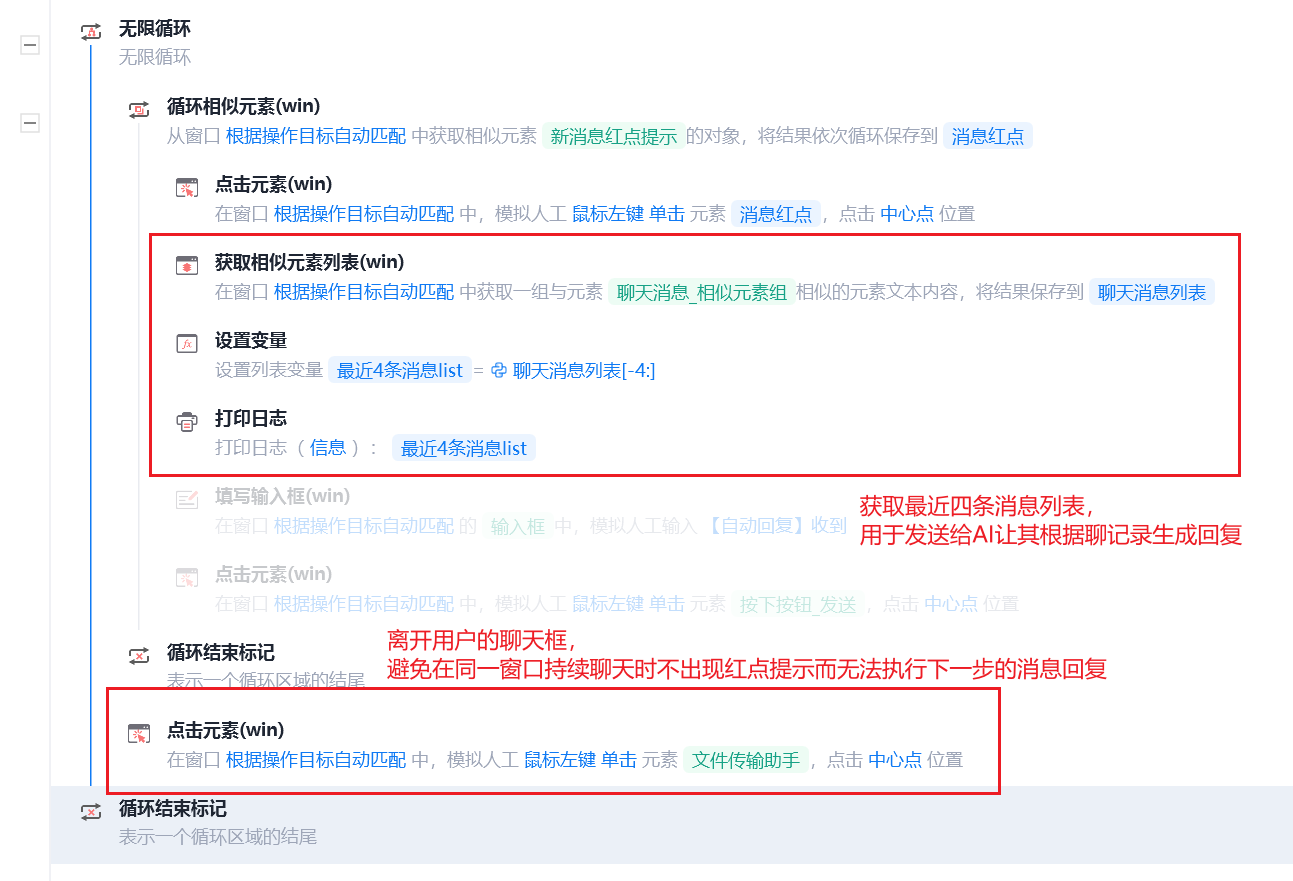 无限循环
无限循环
循环相似元素(win)
从窗口 根据操作目标自动匹配 中获取相似元素 新消息红点提示 的对象，将结果依次循环保存到 消息红点
点击元素(win)
在窗口 根据操作目标自动匹配 中，模拟人工 鼠标左键 单击 元素 消息红点 ，点击 中心点 位置
获取相似元素列表(win)
在窗口 根据操作目标自动匹配 中获取一组与元素 聊天消息_相似元素组 相似的元素文本内容，将结果保存到 聊天消息列表
设置变量
设置列表变量 最近4条消息list = 聊天消息列表[-4:]
打印日志
打印日志（信息）： 最近4条消息list
填写输入框(win)
在窗口 根据操作目标自动匹配 的 输入框 中，模拟人工输入 【自动回复】收到
获取最近四条消息列表，
用于发送给AI让其根据聊记录生成回复
点击元素(win)
在窗口 根据操作目标自动匹配 中，模拟人工 鼠标左键 单击 元素 按下按钮_发送 ，点击 中心点 位置
离开用户的聊天框，
避免在同一窗口持续聊天时不出现红点提示而无法执行下一步的消息回复
循环结束标记
表示一个循环区域的结尾
点击元素(win)
在窗口 根据操作目标自动匹配 中，模拟人工 鼠标左键 单击 元素 文件传输助手 ，点击 中心点 位置
循环结束标记
表示一个循环区域的结尾